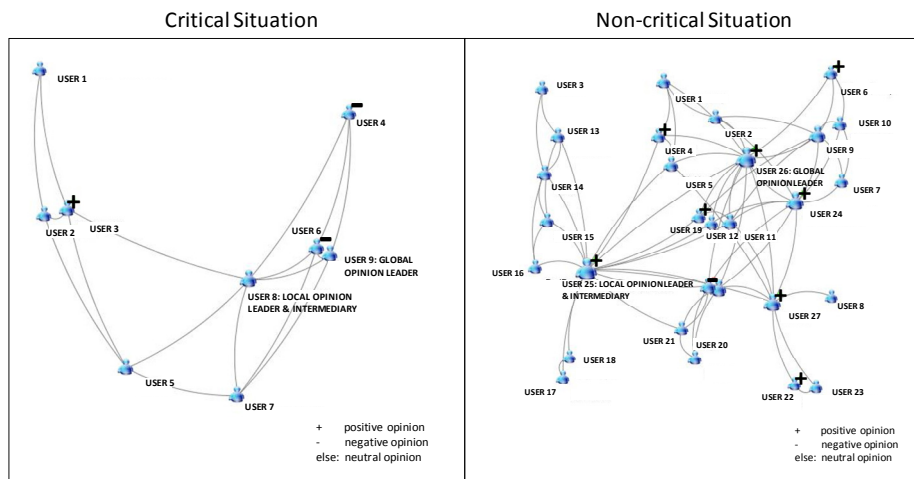 Critical Situation
USER 1
USER 4
USER 2
USER 3
USER 6
USER 9: GLOBAL
OPINION LEADER
USER 8: LOCAL OPINION
LEADER & INTERMEDIARY
USER 5
USER 7
+ positive opinion
- negative opinion
else: neutral opinion
Non-critical Situation
USER 3
USER 6
USER 1
USER 10
USER 13
USER 2
USER 9
USER 4
USER 26: GLOBAL
OPINIONLEADER
USER 14
USER 5
USER 7
USER 24
USER 15
USER 19
USER 12
USER 11
USER 16
USER 25: LOCAL OPINIONLEADER
& INTERMEDIARY
USER 8
USER 27
USER 21
USER 20
USER 18
USER 17
USER 22
USER 23
+ positive opinion
- negative opinion
else: neutral opinion